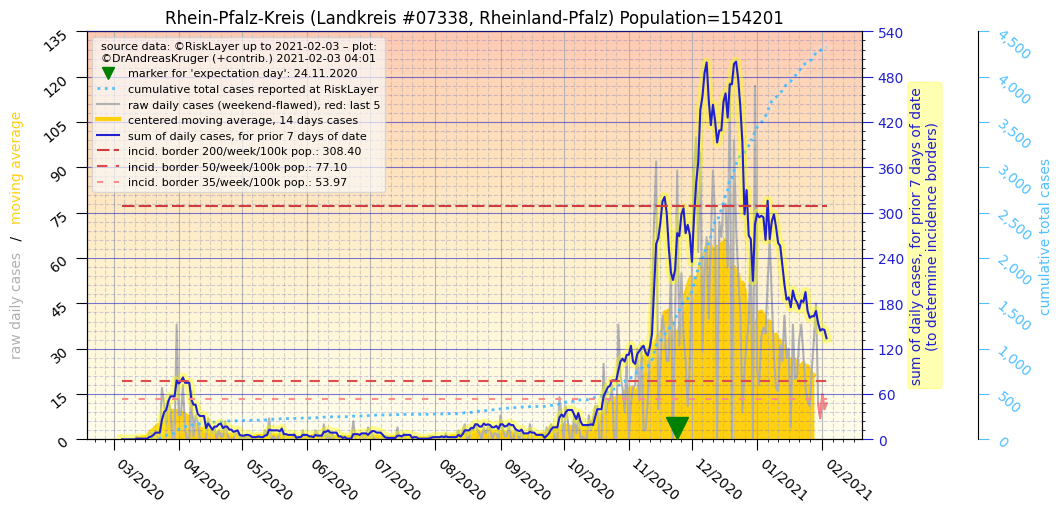 Rhein-Pfalz-Kreis (Landkreis #07338, Rheinland-Pfalz) Population=154201
source data: ©RiskLayer up to 2021-02-03 – plot:
©DrAndreasKruger (+contrib.) 2021-02-03 04:01
marker for 'expectation day': 24.11.2020
cumulative total cases reported at RiskLayer
raw daily cases (weekend-flawed), red: last 5
centered moving average, 14 days cases
sum of daily cases, for prior 7 days of date
incid. border 200/week/100k pop.: 308.40
incid. border 50/week/100k pop.: 77.10
incid. border 35/week/100k pop.: 53.97
raw daily cases / moving average
135
120
105
90
75
60
45
30
15
0
03/2020
04/2020
05/2020
06/2020
07/2020
08/2020
09/2020
10/2020
11/2020
12/2020
01/2021
02/2021
540
480
420
360
300
240
180
120
60
0
sum of daily cases, for prior 7 days of date
(to determine incidence borders)
4,500
4,000
3,500
3,000
2,500
2,000
1,500
1,000
500
0
cumulative total cases